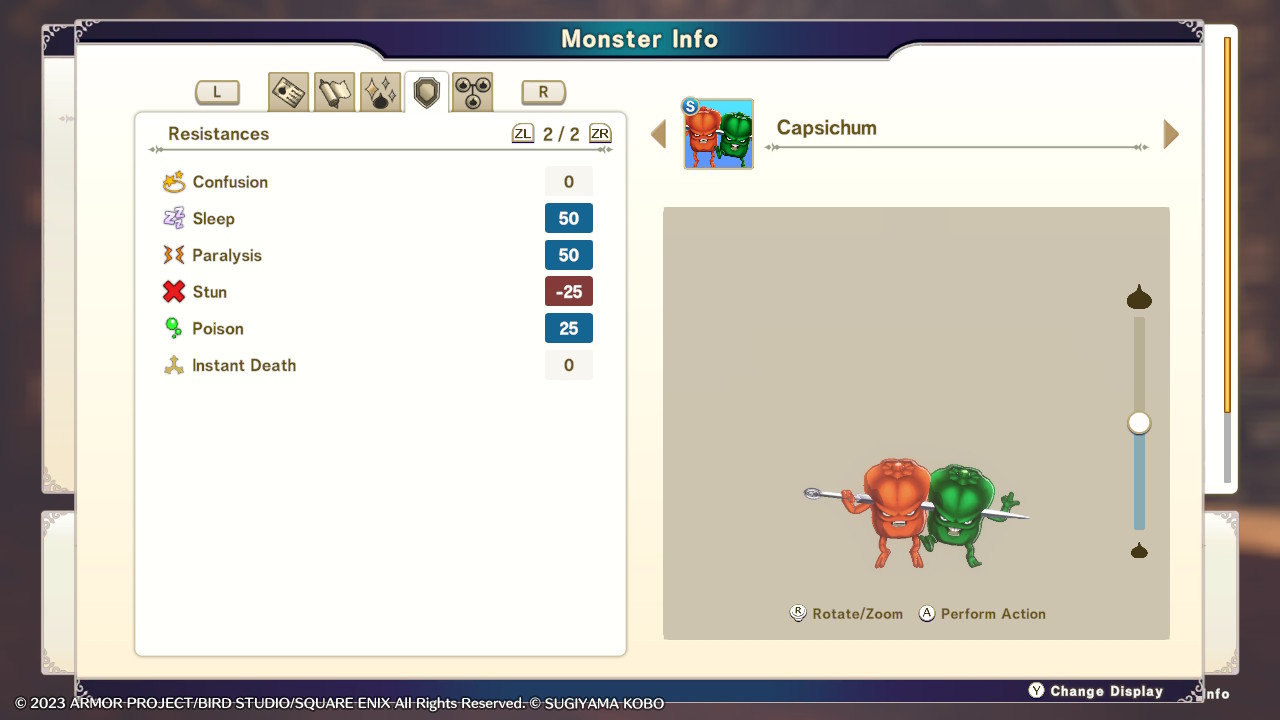 Monster Info
L
R
Resistances
ZL 2 / 2 ZR
Confusion 0
Sleep 50
Paralysis 50
Stun -25
Poison 25
Instant Death 0
S
Capsichum
R Rotate/Zoom A Perform Action
Y Change Display
nfo
© 2023 ARMOR PROJECT/BIRD STUDIO/SQUARE ENIX All Rights Reserved. © SUGIYAMA KOBO